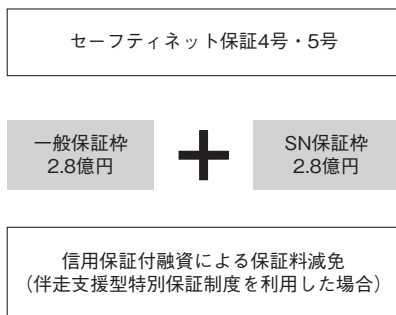 セーフティネット保証4号・5号
一般保証枠
2.8億円
+
SN保証枠
2.8億円
信用保証付融資による保証料減免
（伴走支援型特別保証制度を利用した場合）